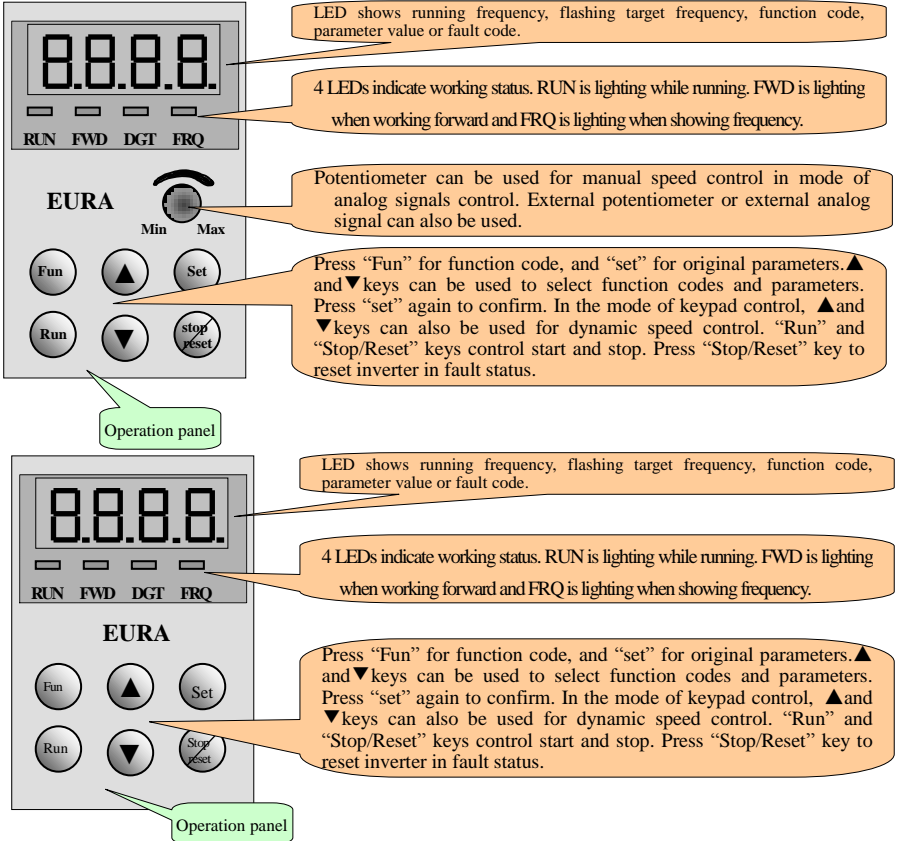 LED shows running frequency, flashing target frequency, function code,
parameter value or fault code.
8.8.8.8.
4 LEDs indicate working status. RUN is lighting while running. FWD is lighting
when working forward and FRQ is lighting when showing frequency.
RUN FWD DGT FRQ
Potentiometer can be used for manual speed control in mode of
analog signals control. External potentiometer or external analog
signal can also be used.
EURA
Min Max
Press “Fun” for function code, and “set” for original parameters.▲
and▼keys can be used to select function codes and parameters.
Press “set” again to confirm. In the mode of keypad control, ▲and
▼keys can also be used for dynamic speed control. “Run” and
“Stop/Reset” keys control start and stop. Press “Stop/Reset” key to
reset inverter in fault status.
Fun ▲ Set
Run ▼ stop
reset
Operation panel
LED shows running frequency, flashing target frequency, function code,
parameter value or fault code.
8.8.8.8.
4 LEDs indicate working status. RUN is lighting while running. FWD is lighting
when working forward and FRQ is lighting when showing frequency.
RUN FWD DGT FRQ
EURA
Press “Fun” for function code, and “set” for original parameters.▲
and▼keys can be used to select function codes and parameters.
Press “set” again to confirm. In the mode of keypad control, ▲and
▼keys can also be used for dynamic speed control. “Run” and
“Stop/Reset” keys control start and stop. Press “Stop/Reset” key to
reset inverter in fault status.
Fun ▲ Set
Run ▼ Stop
reset
Operation panel